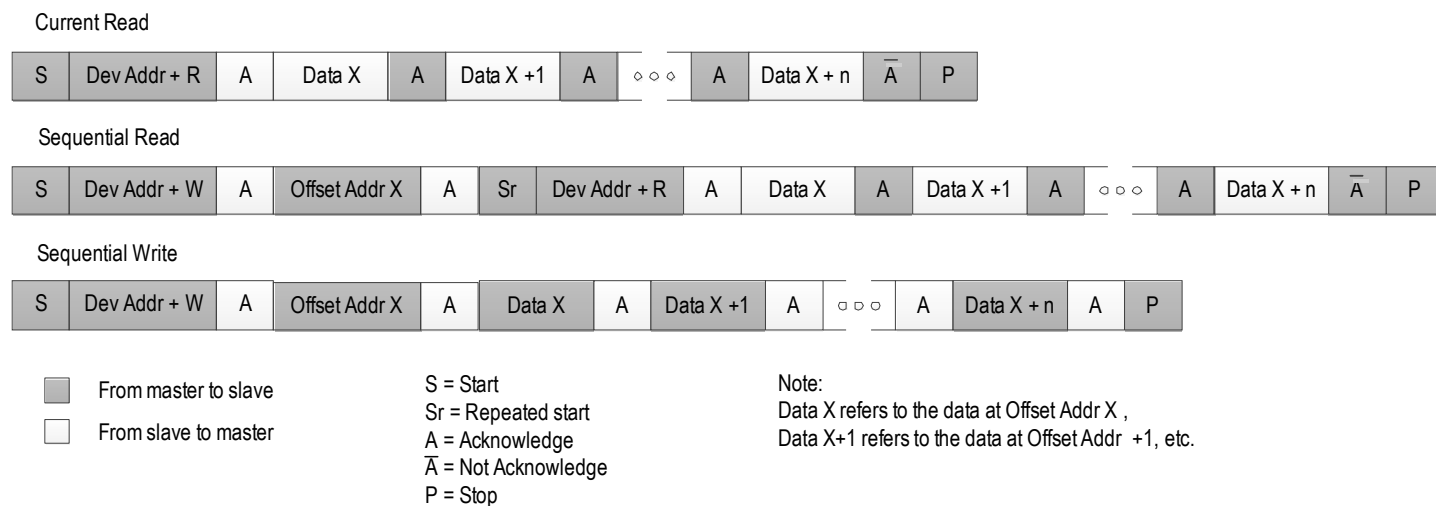 Current Read
S Dev Addr + R A Data X A Data X +1 A A Data X + n A̅ P
Sequential Read
S Dev Addr + W A Offset Addr X A Sr Dev Addr + R A Data X A Data X +1 A A Data X + n A̅ P
Sequential Write
S Dev Addr + W A Offset Addr X A Data X A Data X +1 A A Data X + n A P
From master to slave
From slave to master
S = Start
Sr = Repeated start
A = Acknowledge
A̅ = Not Acknowledge
P = Stop
Note:
Data X refers to the data at Offset Addr X ,
Data X+1 refers to the data at Offset Addr +1, etc.